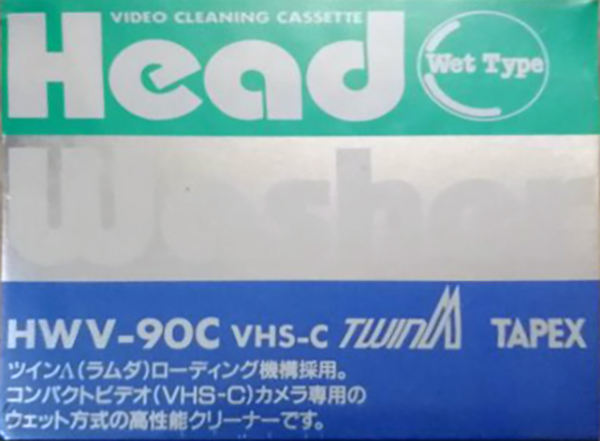 VIDEO CLEANING CASSETTE
Head
Wet Type
Washer
HWV-90C VHS-C TWINΛ TAPEX
ツインΛ(ラムダ)ローディング機構採用。
コンパクトビデオ(VHS-C)カメラ専用の
ウェット方式の高性能クリーナーです。